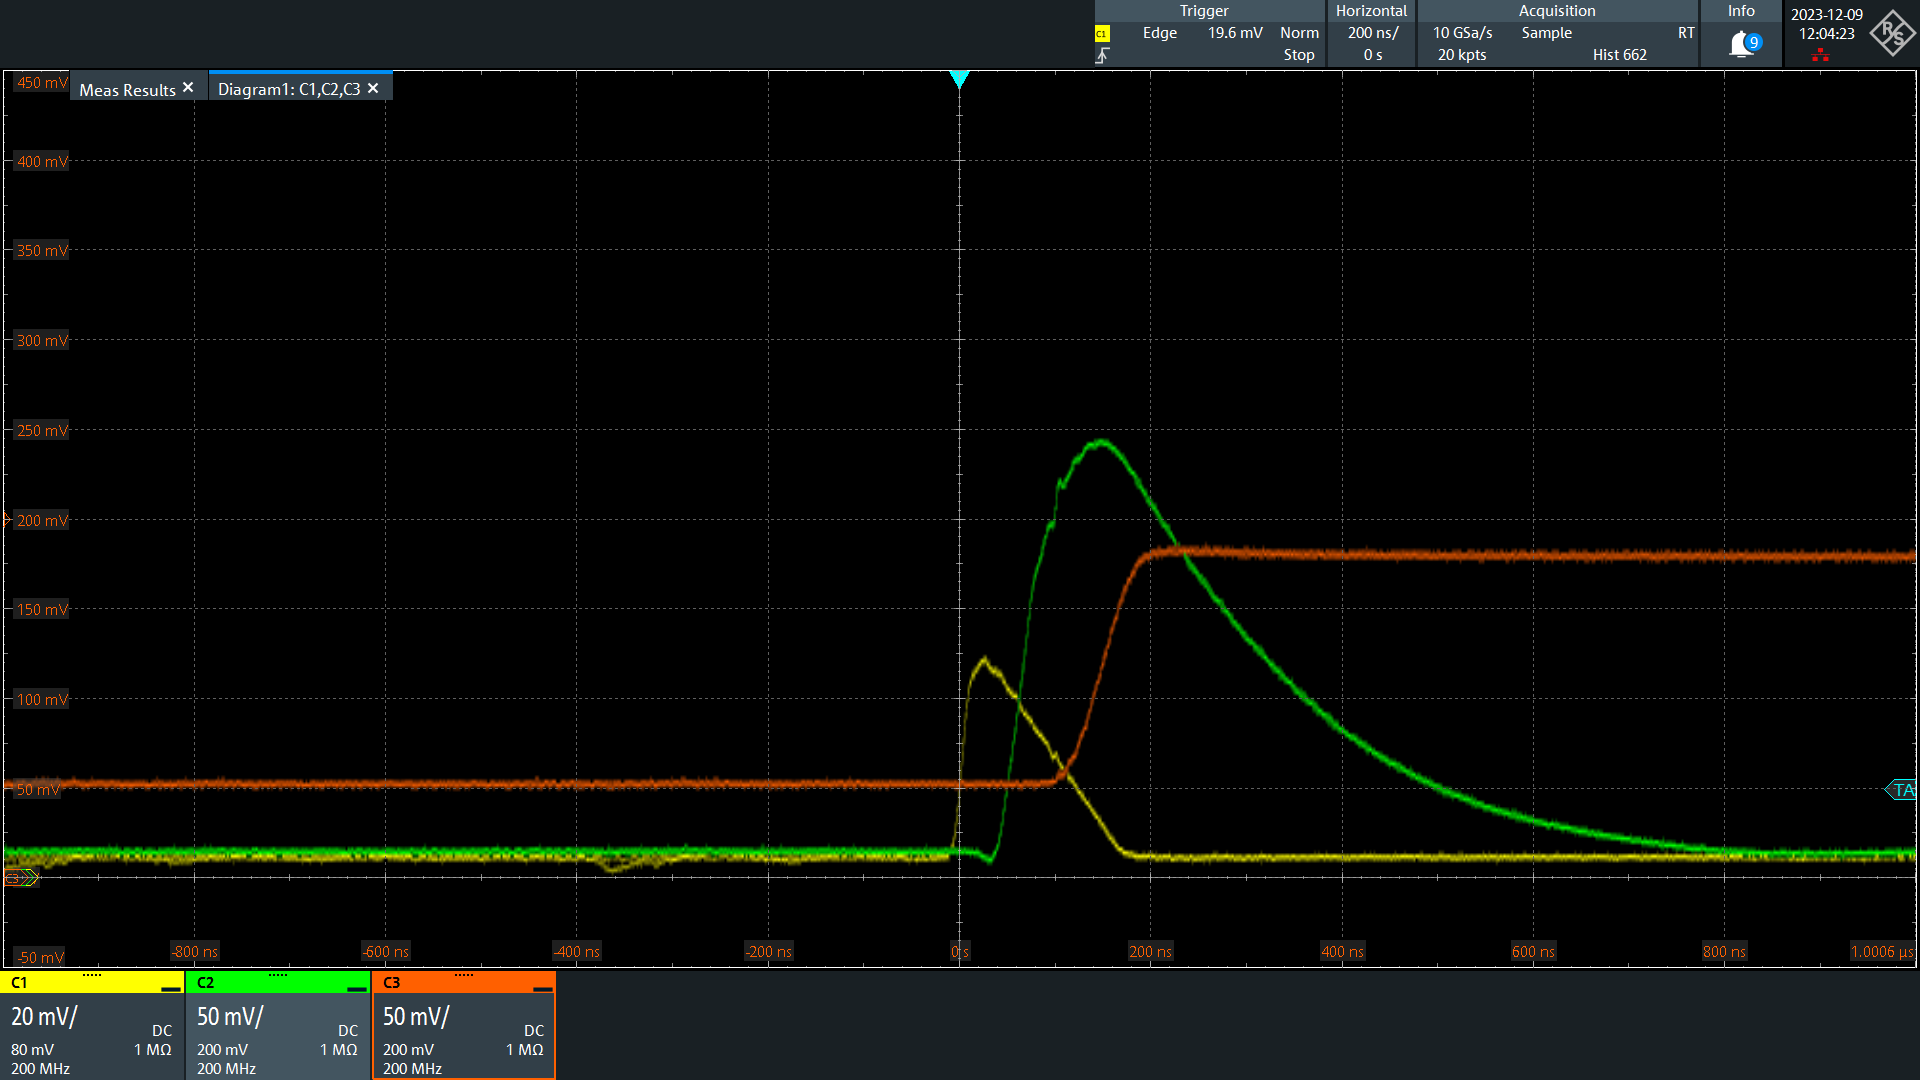 Trigger
C1 Edge 19.6 mV Norm
Stop
Horizontal
200 ns/
0 s
Acquisition
10 GSa/s Sample RT
20 kpts Hist 662
Info
9
2023-12-09
12:04:23
R S
Meas Results ✕ Diagram1: C1,C2,C3 ✕
450 mV
400 mV
350 mV
300 mV
250 mV
200 mV
150 mV
100 mV
50 mV
TA
C3
-50 mV
-800 ns -600 ns -400 ns -200 ns 0 s 200 ns 400 ns 600 ns 800 ns 1.0006 µs
C1
20 mV/
DC
80 mV 1 MΩ
200 MHz
C2
50 mV/
DC
200 mV 1 MΩ
200 MHz
C3
50 mV/
DC
200 mV 1 MΩ
200 MHz